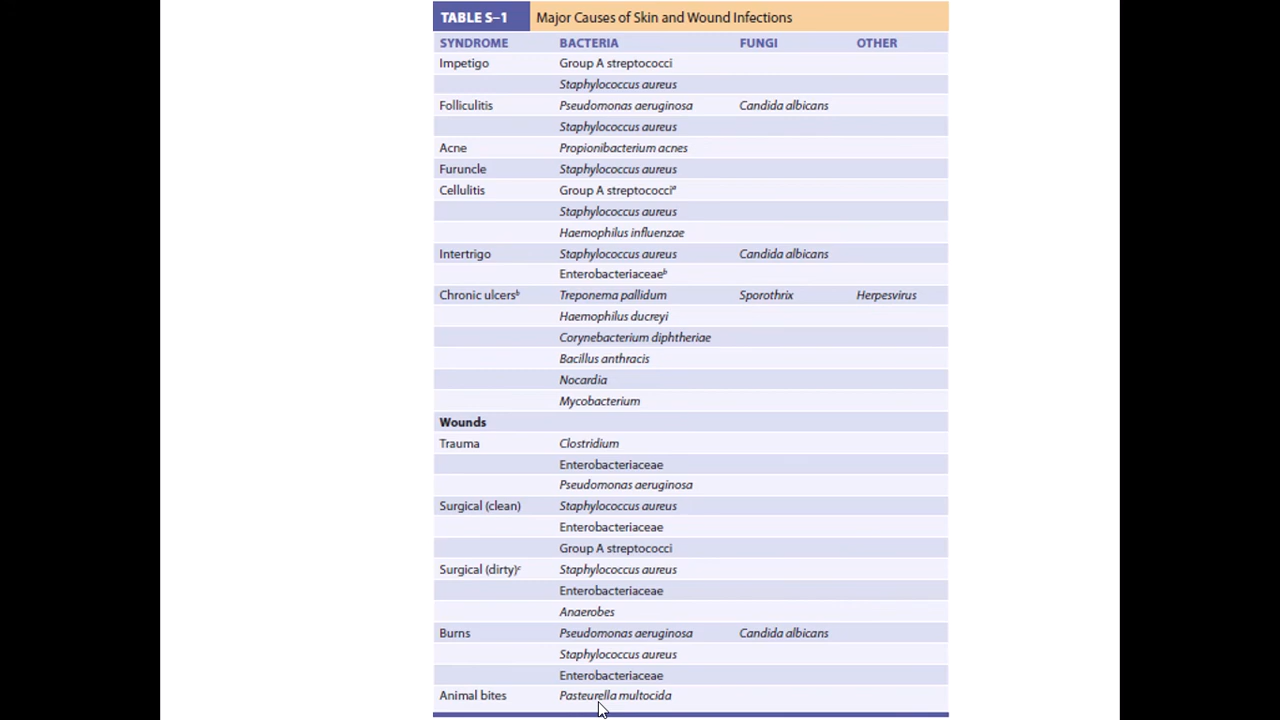 TABLE S–1 Major Causes of Skin and Wound Infections
SYNDROME BACTERIA FUNGI OTHER
Impetigo Group A streptococci
Staphylococcus aureus
Folliculitis Pseudomonas aeruginosa Candida albicans
Staphylococcus aureus
Acne Propionibacterium acnes
Furuncle Staphylococcus aureus
Cellulitis Group A streptococciᵃ
Staphylococcus aureus
Haemophilus influenzae
Intertrigo Staphylococcus aureus Candida albicans
Enterobacteriaceaeᵇ
Chronic ulcersᵇ Treponema pallidum Sporothrix Herpesvirus
Haemophilus ducreyi
Corynebacterium diphtheriae
Bacillus anthracis
Nocardia
Mycobacterium
Wounds
Trauma Clostridium
Enterobacteriaceae
Pseudomonas aeruginosa
Surgical (clean) Staphylococcus aureus
Enterobacteriaceae
Group A streptococci
Surgical (dirty)ᶜ Staphylococcus aureus
Enterobacteriaceae
Anaerobes
Burns Pseudomonas aeruginosa Candida albicans
Staphylococcus aureus
Enterobacteriaceae
Animal bites Pasteurella multocida